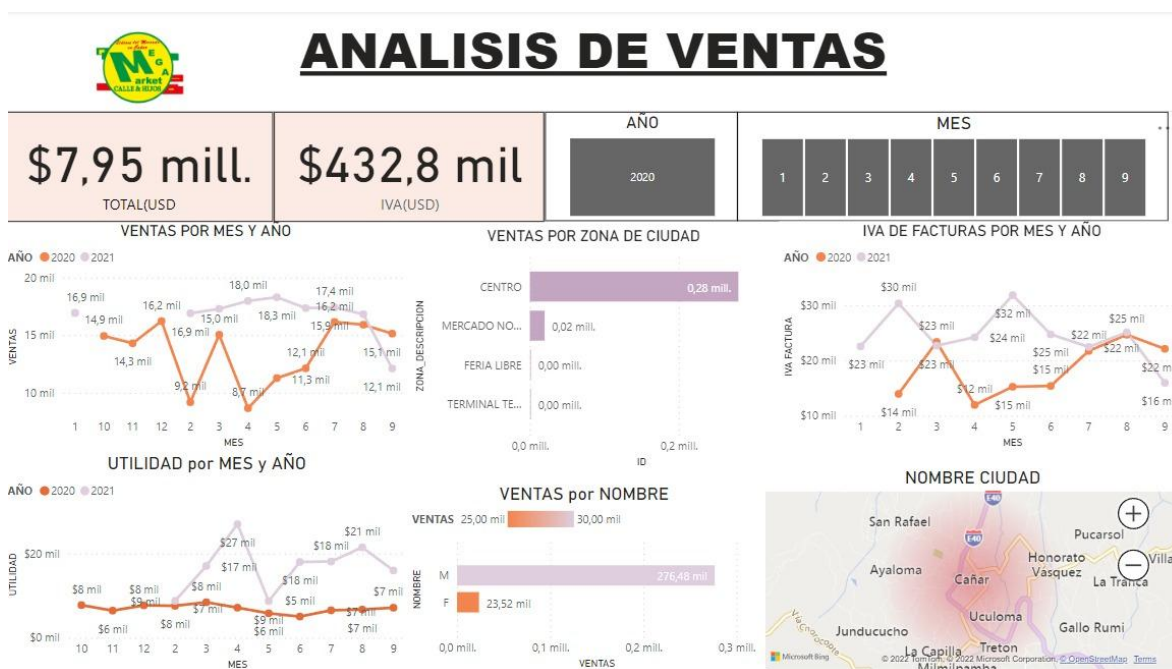 ANALISIS DE VENTAS
MEGA
Market
CALLE & HIJOS
$7,95 mill.
TOTAL(USD
$432,8 mil
IVA(USD)
AÑO
2020
MES
1 2 3 4 5 6 7 8 9
VENTAS POR MES Y AÑO
AÑO 2020 2021
VENTAS
20 mil
15 mil
10 mil
16,9 mil
14,9 mil
14,3 mil
16,2 mil
16,9 mil
9,2 mil
15,0 mil
8,7 mil
18,0 mil
18,3 mil
11,3 mil
12,1 mil
17,4 mil
16,2 mil
15,9 mil
15,1 mil
12,1 mil
1 10 11 12 2 3 4 5 6 7 8 9
MES
VENTAS POR ZONA DE CIUDAD
ZONA_DESCRIPCION
CENTRO 0,28 mill.
MERCADO NO... 0,02 mill.
FERIA LIBRE 0,00 mill.
TERMINAL TE... 0,00 mill.
0,0 mill. 0,2 mill.
ID
IVA DE FACTURAS POR MES Y AÑO
AÑO 2020 2021
IVA FACTURA
$30 mil
$20 mil
$10 mil
$23 mil
$30 mil
$14 mil
$23 mil
$23 mil
$12 mil
$24 mil
$32 mil
$15 mil
$25 mil
$15 mil
$22 mil
$25 mil
$22 mil
$22 m
$16 m
1 2 3 4 5 6 7 8 9
MES
UTILIDAD por MES y AÑO
AÑO 2020 2021
UTILIDAD
$20 mil
$0 mil
$8 mil
$6 mil
$8 mil
$9 mil
$8 mil
$8 mil
$7 mil
$17 mil
$27 mil
$9 mil
$6 mil
$18 mil
$5 mil
$18 mil
$21 mil
$7 mil
$7 mil
$7 mil
10 11 12 2 3 4 5 6 7 8 9
MES
VENTAS por NOMBRE
VENTAS 25,00 mil 30,00 mil
NOMBRE
M 276,48 mil
F 23,52 mil
0,0 mill. 0,1 mill. 0,2 mill. 0,3 mill.
VENTAS
NOMBRE CIUDAD
E-40
San Rafael
E-40
Pucarsol
Honorato
Vásquez
Villa
Ayaloma
Cañar
La Tranca
Uculoma
Junducucho
Gallo Rumi
La Capilla
Treton
Milmilpamba
Microsoft Bing
© 2022 TomTom, © 2022 Microsoft Corporation, © OpenStreetMap Terms